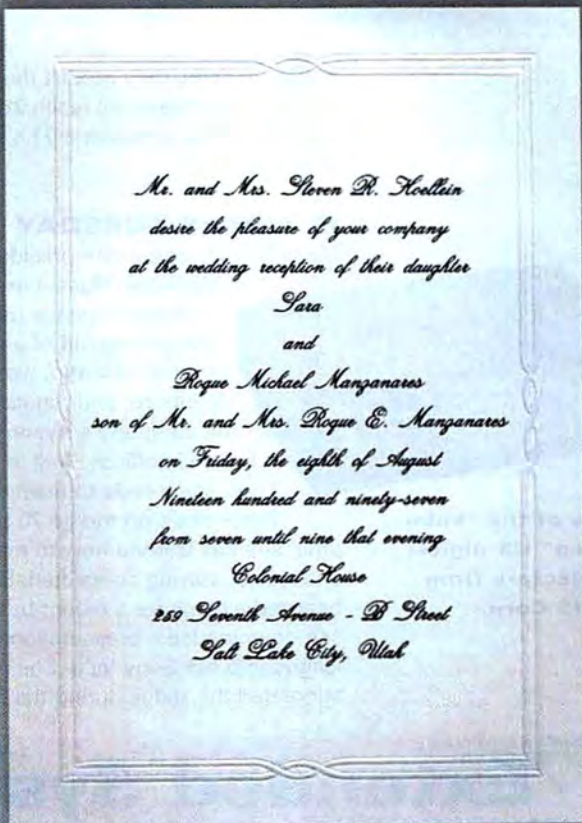 Mr. and Mrs. Steven R. Hoellein
desire the pleasure of your company
at the wedding reception of their daughter
Sara
and
Roque Michael Manzanares
son of Mr. and Mrs. Roque E. Manzanares
on Friday, the eighth of August
Nineteen hundred and ninety-seven
from seven until nine that evening
Colonial House
259 Seventh Avenue - B Street
Salt Lake City, Utah